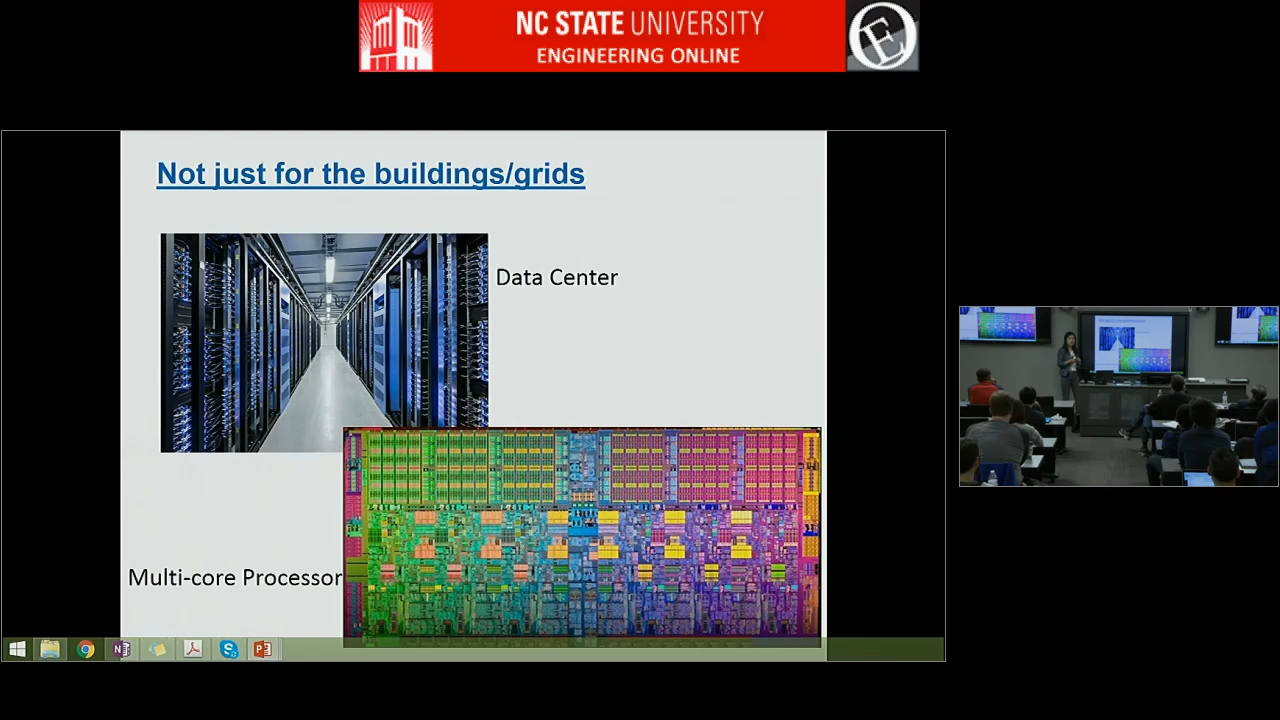 NC STATE UNIVERSITY
ENGINEERING ONLINE
Not just for the buildings/grids
Data Center
Multi-core Processor